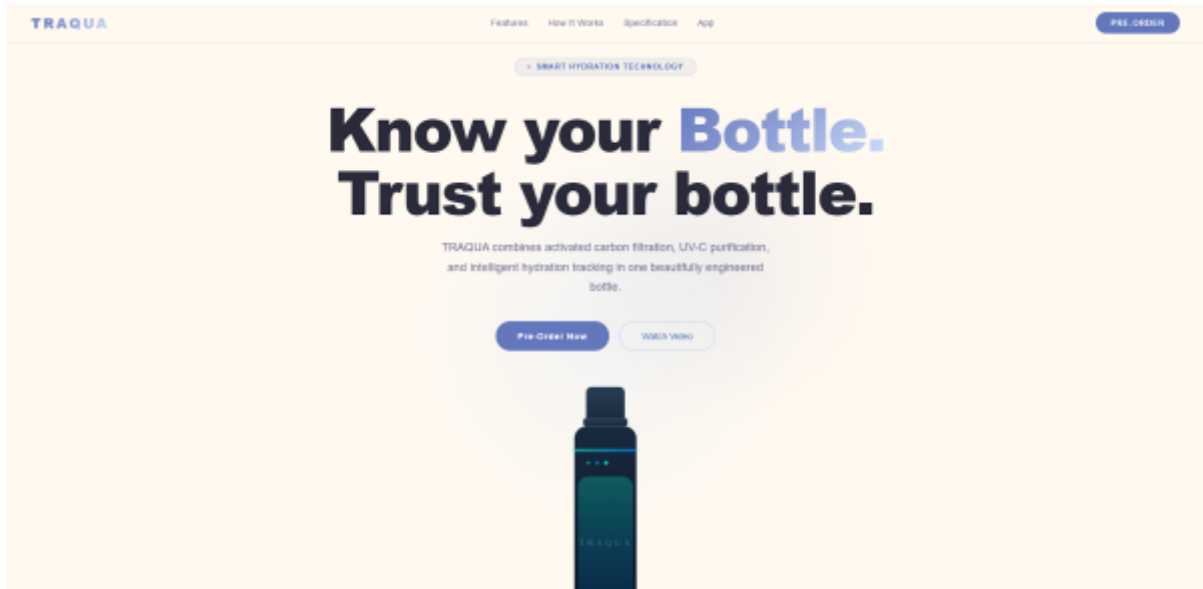 TRAQUA
Features How It Works Specification App
PRE-ORDER
SMART HYDRATION TECHNOLOGY
Know your Bottle.
Trust your bottle.
TRAQUA combines activated carbon filtration, UV-C purification,
and intelligent hydration tracking in one beautifully engineered
bottle.
Pre-Order Now Watch Video
TRAQUA